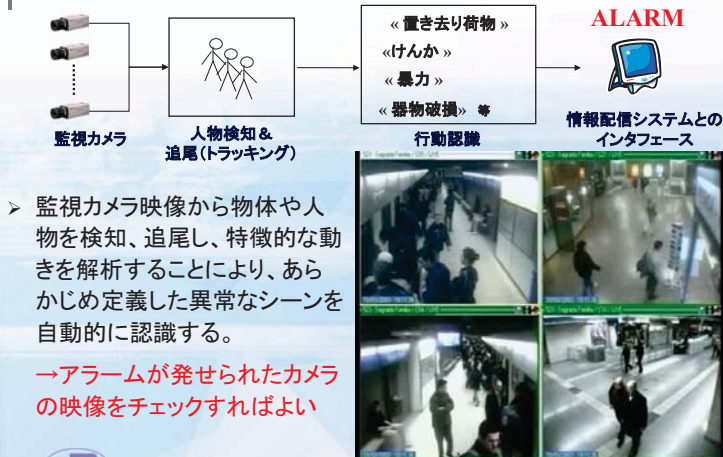 ALARM
« 置き去り荷物 »
«けんか »
« 暴力 »
« 器物破損» 等
監視カメラ
人物検知&
追尾(トラッキング)
行動認識
情報配信システムとの
インタフェース
➢ 監視カメラ映像から物体や人
物を検知、追尾し、特徴的な動
きを解析することにより、あら
かじめ定義した異常なシーンを
自動的に認識する。
→アラームが発せられたカメラ
の映像をチェックすればよい